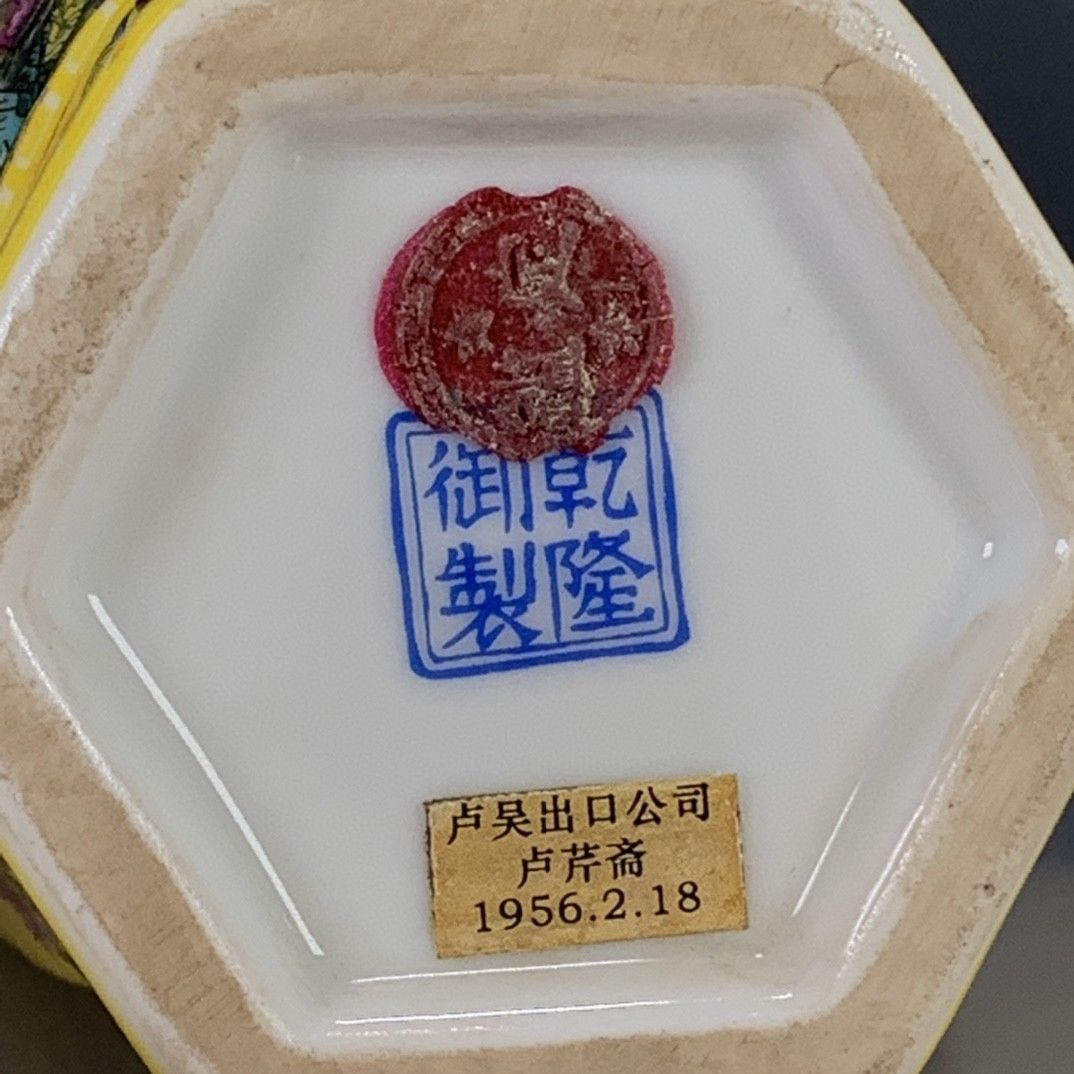 乾隆
御製
卢吴出口公司
卢芹斋
1956.2.18